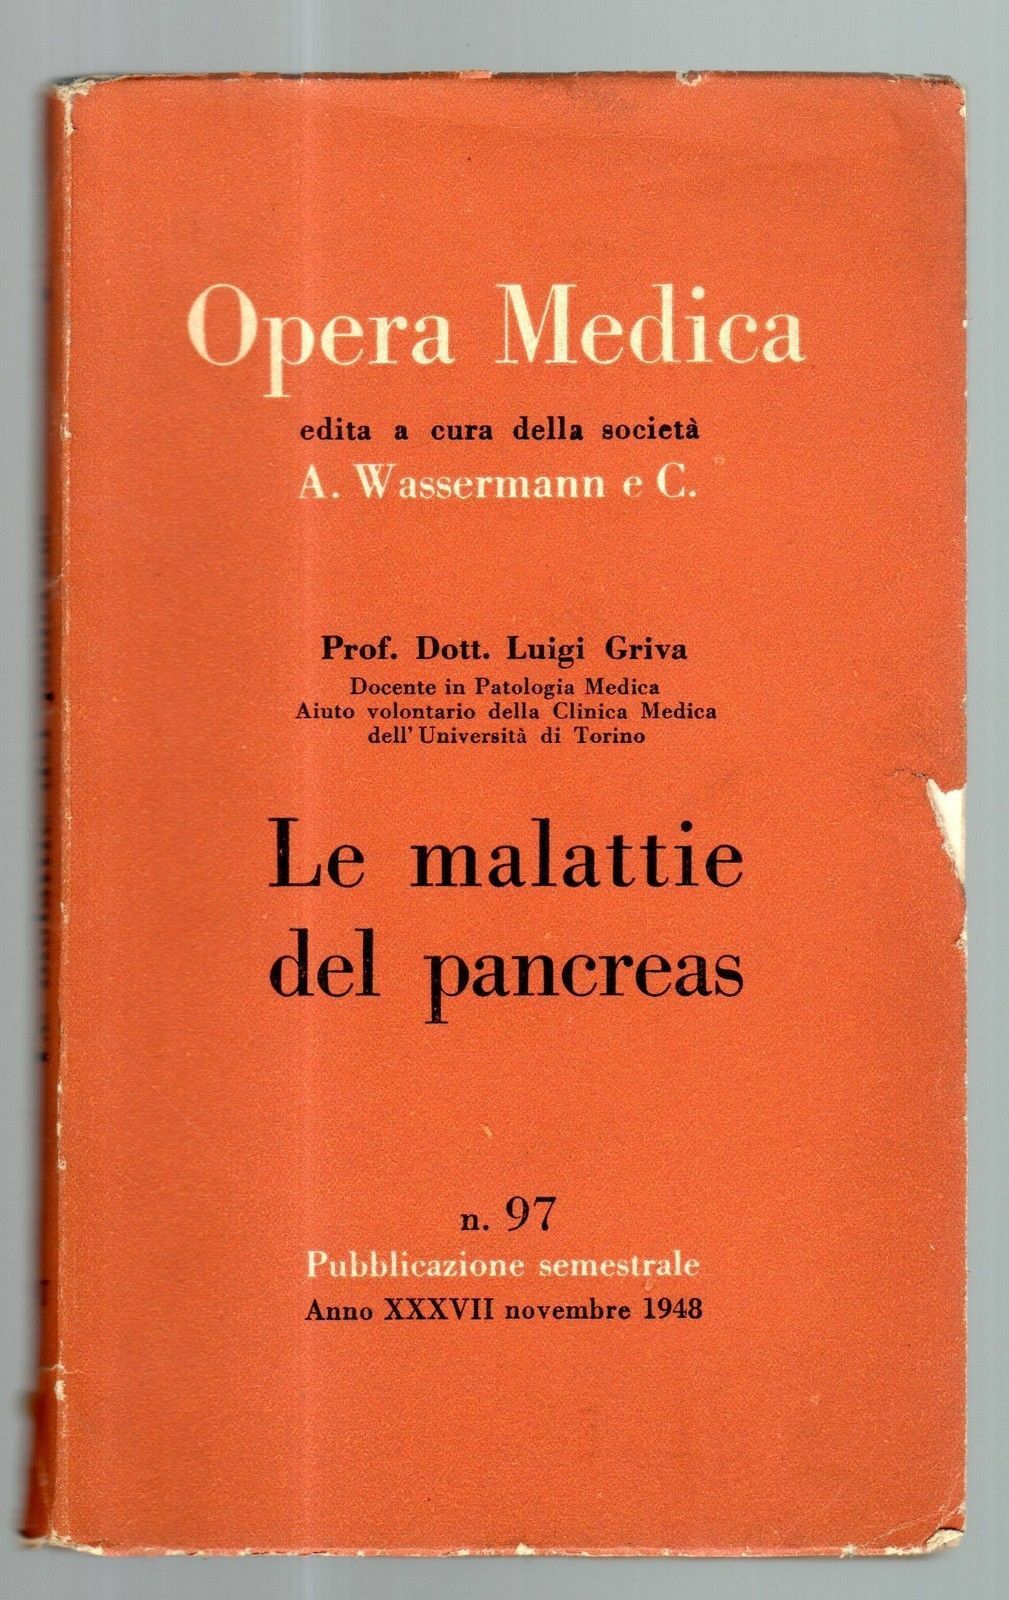 Opera Medica
edita a cura della società
A. Wassermann e C.
Prof. Dott. Luigi Griva
Docente in Patologia Medica
Aiuto volontario della Clinica Medica
dell'Università di Torino
Le malattie
del pancreas
n. 97
Pubblicazione semestrale
Anno XXXVII novembre 1948